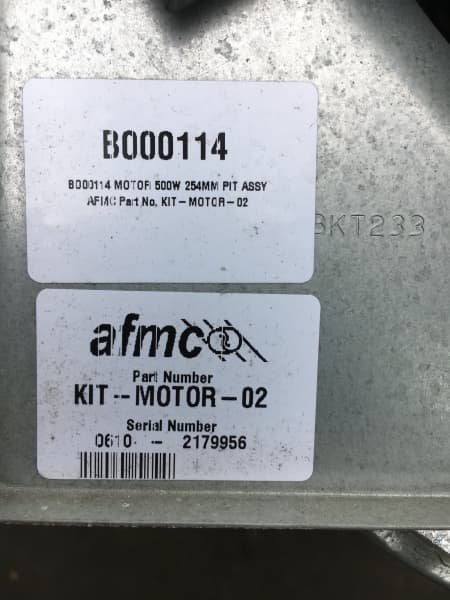 B000114
B000114 MOTOR 500W 254MM PIT ASSY
AFMC Part No. KIT-MOTOR-02
BKT233
afmc
Part Number
KIT--MOTOR-02
Serial Number
0610- - 2179956